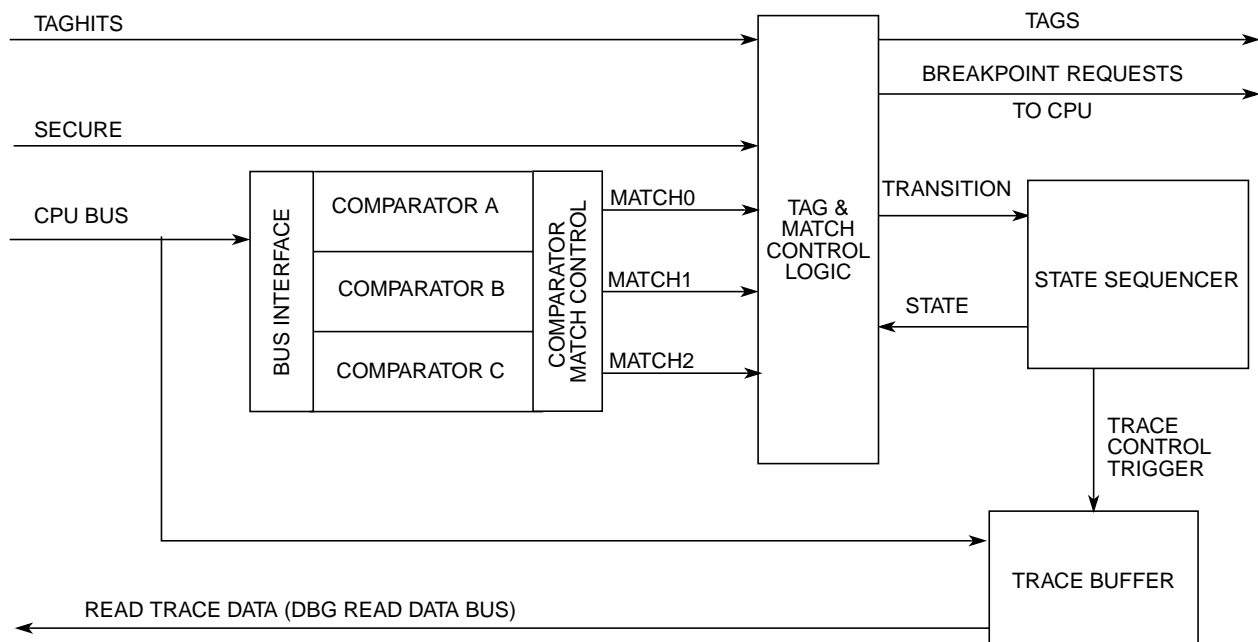 TAGHITS
TAGS
BREAKPOINT REQUESTS
TO CPU
SECURE
CPU BUS
BUS INTERFACE
COMPARATOR A
COMPARATOR B
COMPARATOR C
COMPARATOR
MATCH CONTROL
MATCH0
MATCH1
MATCH2
TAG &
MATCH
CONTROL
LOGIC
TRANSITION
STATE
STATE SEQUENCER
TRACE
CONTROL
TRIGGER
TRACE BUFFER
READ TRACE DATA (DBG READ DATA BUS)